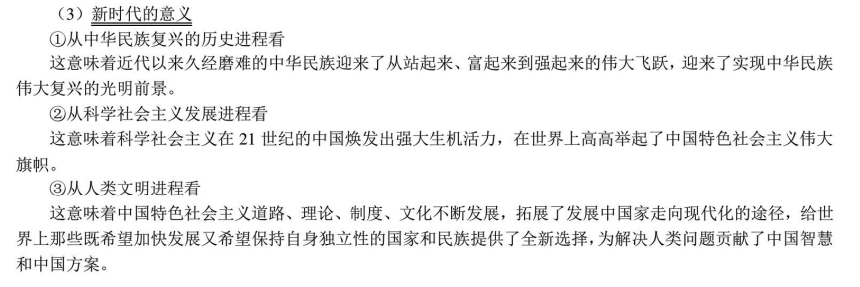 （3）新时代的意义
①从中华民族复兴的历史进程看
这意味着近代以来久经磨难的中华民族迎来了从站起来、富起来到强起来的伟大飞跃，迎来了实现中华民族
伟大复兴的光明前景。
②从科学社会主义发展进程看
这意味着科学社会主义在 21 世纪的中国焕发出强大生机活力，在世界上高高举起了中国特色社会主义伟大
旗帜。
③从人类文明进程看
这意味着中国特色社会主义道路、理论、制度、文化不断发展，拓展了发展中国家走向现代化的途径，给世
界上那些既希望加快发展又希望保持自身独立性的国家和民族提供了全新选择，为解决人类问题贡献了中国智慧
和中国方案。